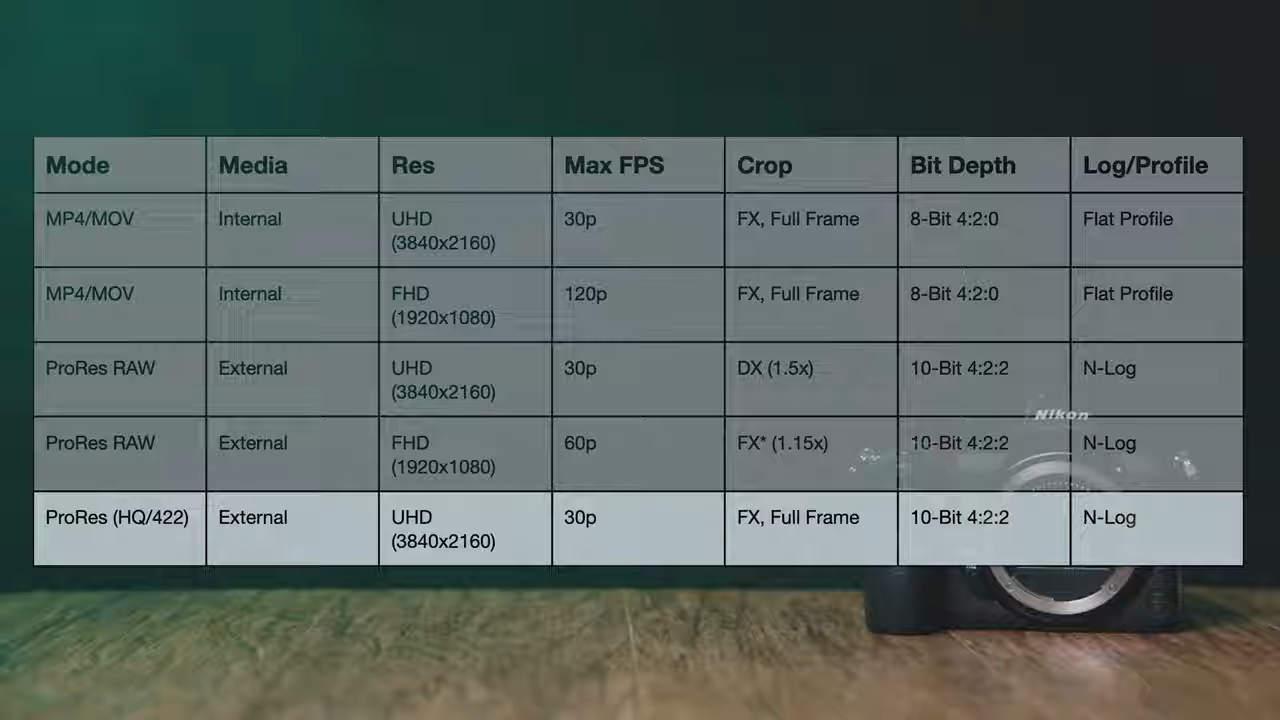 Mode Media Res Max FPS Crop Bit Depth Log/Profile
MP4/MOV Internal UHD 30p FX, Full Frame 8-Bit 4:2:0 Flat Profile
(3840x2160)
MP4/MOV Internal FHD 120p FX, Full Frame 8-Bit 4:2:0 Flat Profile
(1920x1080)
ProRes RAW External UHD 30p DX (1.5x) 10-Bit 4:2:2 N-Log
(3840x2160)
Nikon
ProRes RAW External FHD 60p FX* (1.15x) 10-Bit 4:2:2 N-Log
(1920x1080)
ProRes (HQ/422) External UHD 30p FX, Full Frame 10-Bit 4:2:2 N-Log
(3840x2160)